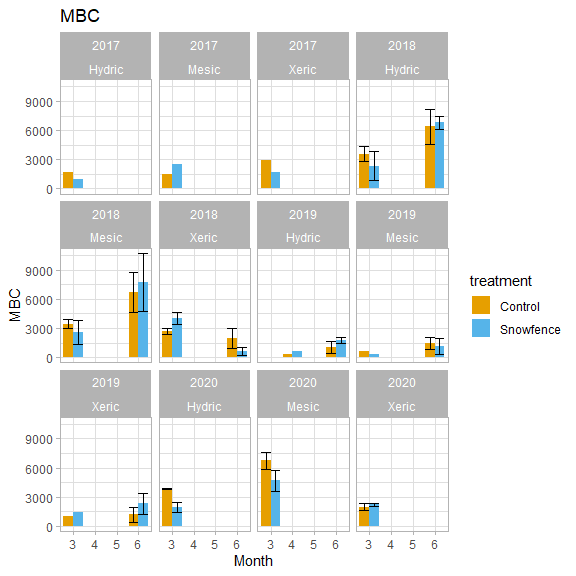 MBC
2017 2017 2017 2018
Hydric Mesic Xeric Hydric
9000
6000
3000
0
2018 2018 2019 2019
Mesic Xeric Hydric Mesic
9000
6000
3000
0
MBC
2019 2020 2020 2020
Xeric Hydric Mesic Xeric
9000
6000
3000
0
3 4 5 6 3 4 5 6 3 4 5 6 3 4 5 6
Month
treatment
Control
Snowfence